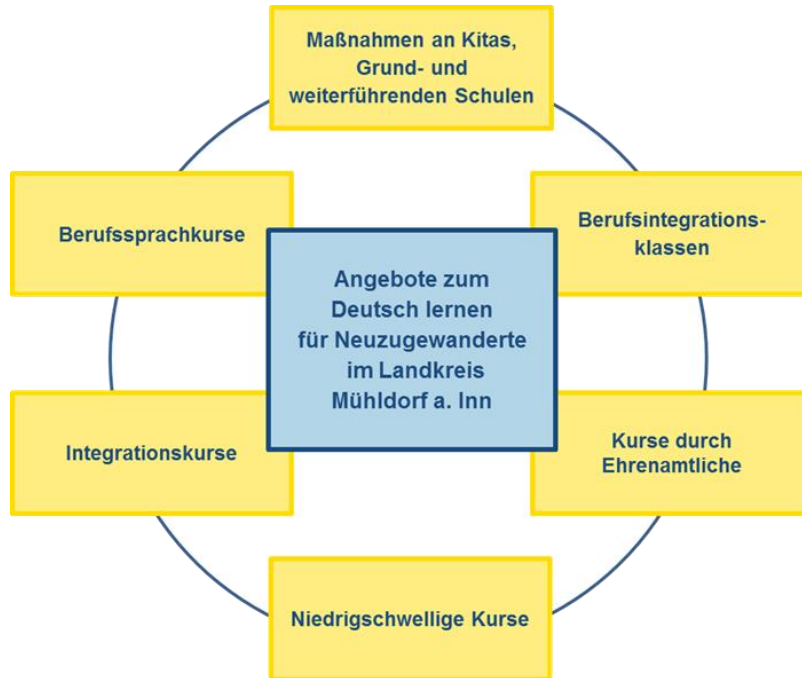 Maßnahmen an Kitas,
Grund- und
weiterführenden Schulen
Berufssprachkurse
Berufsintegrations-
klassen
Angebote zum
Deutsch lernen
für Neuzugewanderte
im Landkreis
Mühldorf a. Inn
Integrationskurse
Kurse durch
Ehrenamtliche
Niedrigschwellige Kurse